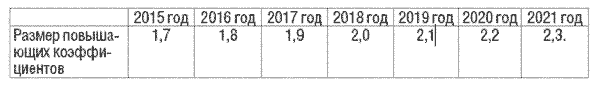 2015 год 2016 год 2017 год 2018 год 2019 год 2020 год 2021 год
Размер повыша- 1,7 1,8 1,9 2,0 2,1 2,2 2,3.
ющих коэффи-
циентов